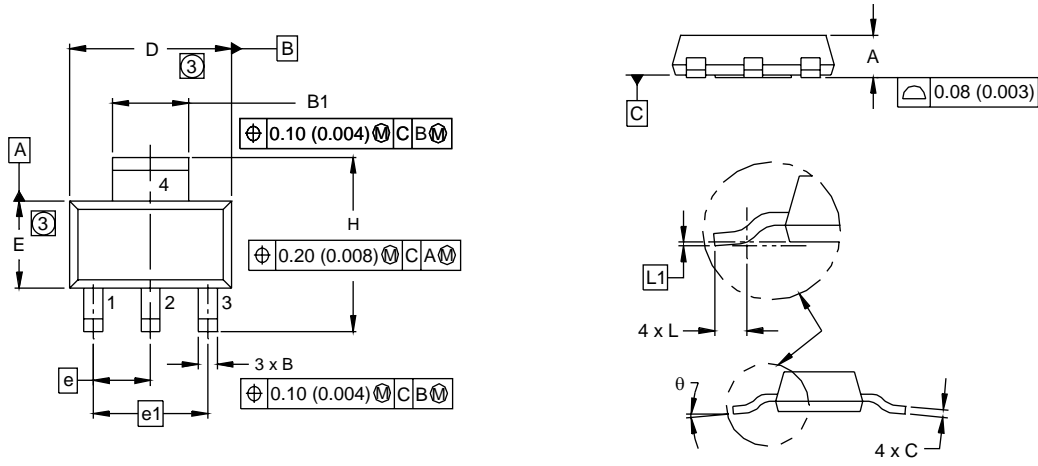 D
B
③
B1
⌖ 0.10 (0.004) Ⓜ C B Ⓜ
A
4
③
E
H
⌖ 0.20 (0.008) Ⓜ C A Ⓜ
1 2 3
3 x B
e
⌖ 0.10 (0.004) Ⓜ C B Ⓜ
e1
A
C
⌓ 0.08 (0.003)
L1
4 x L
θ
4 x C